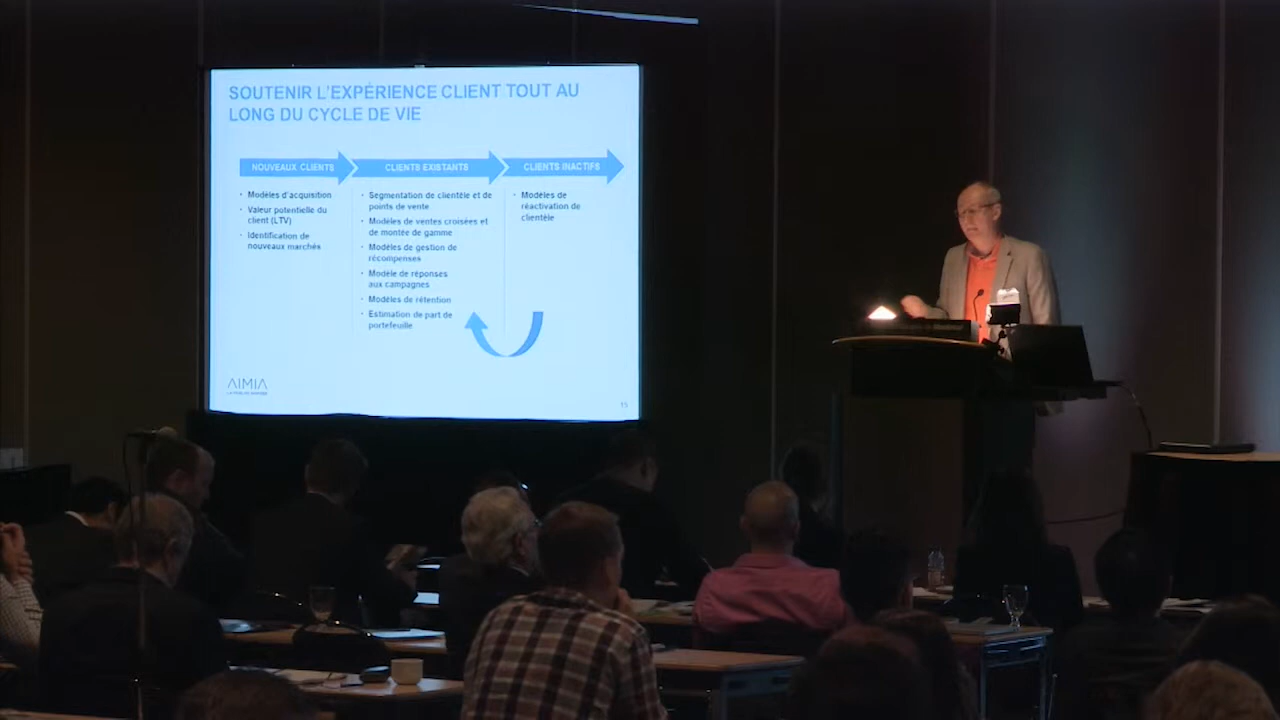 SOUTENIR L'EXPÉRIENCE CLIENT TOUT AU
LONG DU CYCLE DE VIE
NOUVEAUX CLIENTS
CLIENTS EXISTANTS
CLIENTS INACTIFS
• Modèles d'acquisition
• Valeur potentielle du
client (LTV)
• Identification de
nouveaux marchés
• Segmentation de clientèle et de
points de vente
• Modèles de ventes croisées et
de montée de gamme
• Modèles de gestion de
récompenses
• Modèle de réponses
aux campagnes
• Modèles de rétention
• Estimation de part de
portefeuille
• Modèles de
réactivation de
clientèle
AIMIA
15